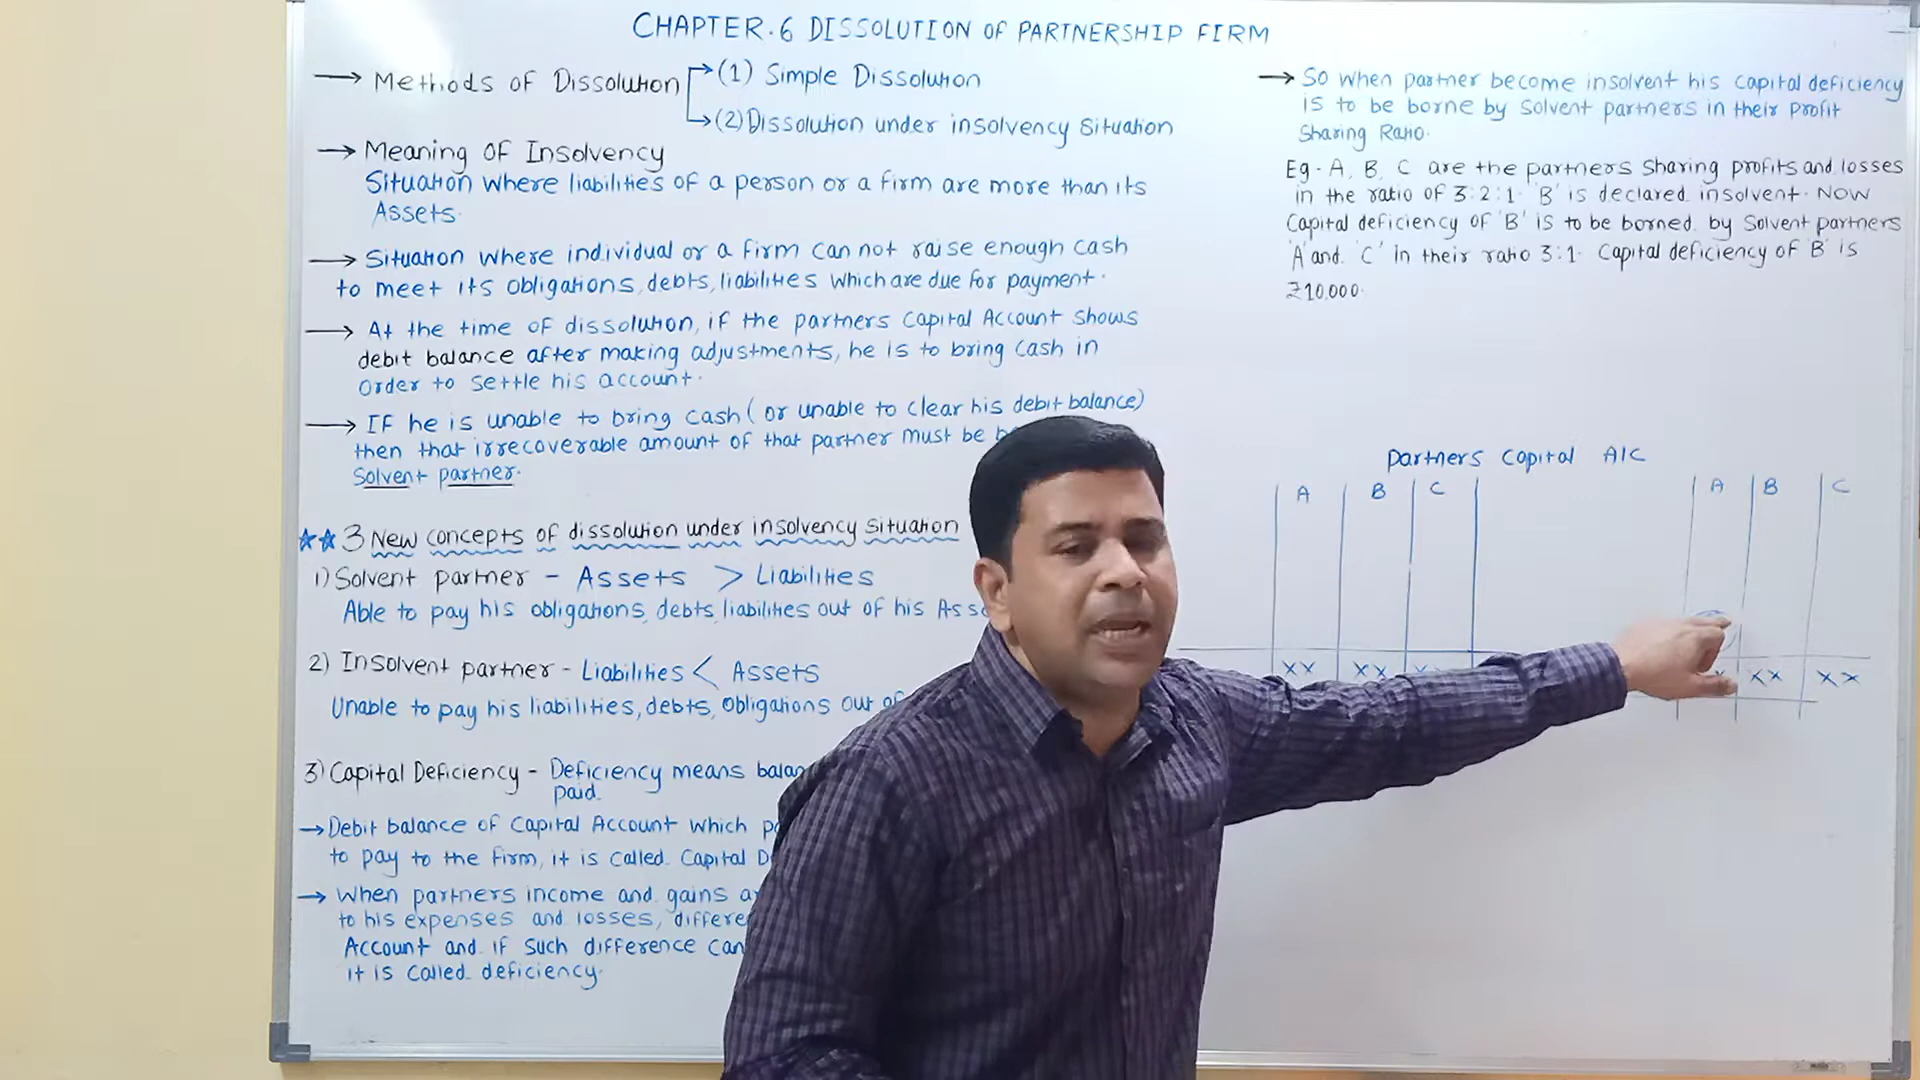 CHAPTER.6 DISSOLUTION OF PARTNERSHIP FIRM
→ Methods of Dissolution → (1) Simple Dissolution
→ (2) Dissolution under insolvency Situation
→ Meaning OF Insolvency
Situation where liabilities of a person or a firm are more than its
Assets.
→ Situation where individual or a firm can not raise enough cash
to meet its obligations, debts, liabilities which are due for payment.
→ At the time of dissolution, if the partners Capital Account shows
debit balance after making adjustments, he is to bring cash in
order to settle his account.
→ If he is unable to bring cash (or unable to clear his debit balance)
then that irrecoverable amount of that partner must be
Solvent partner.
★★ 3 New concepts of dissolution under insolvency situation
1) Solvent partner - Assets > Liabilities
Able to pay his obligations, debts, liabilities out of his
2) Insolvent partner - Liabilities < Assets
Unable to pay his liabilities, debts, obligations out
3) Capital Deficiency - Deficiency means
paid.
→ Debit balance of Capital Account which
to pay to the firm, it is called Capital
→ When partners income and gains
to his expenses and losses,
Account and if such difference
it is called deficiency.
→ So when partner become insolvent his capital deficiency
is to be borne by solvent partners in their profit
Sharing Ratio.
Eg. A, B, C are the partners sharing profits and losses
in the ratio of 3:2:1. 'B' is declared insolvent. Now
Capital deficiency of 'B' is to be borned by Solvent partners
'A' and 'C' in their ratio 3:1. Capital deficiency of 'B' is
₹10,000.
Partners Capital A/C
A B C A B C
XX XX XX XX